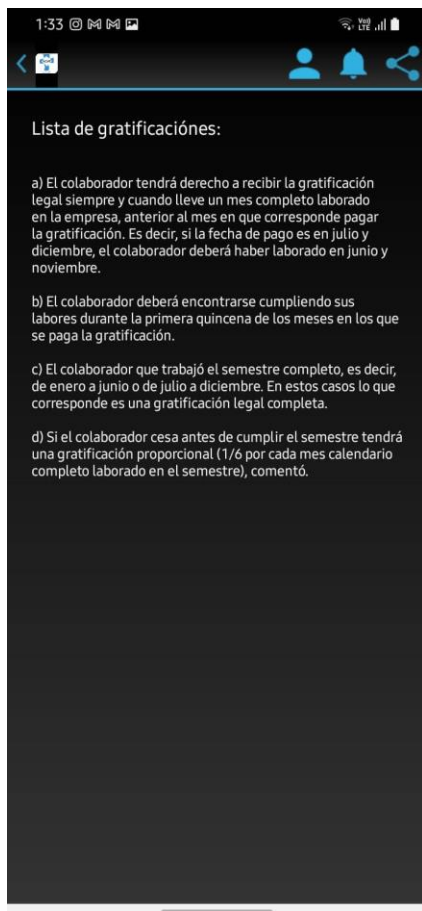 1:33
VoD
LTE
Lista de gratificaciónes:
a) El colaborador tendrá derecho a recibir la gratificación
legal siempre y cuando lleve un mes completo laborado
en la empresa, anterior al mes en que corresponde pagar
la gratificación. Es decir, si la fecha de pago es en julio y
diciembre, el colaborador deberá haber laborado en junio y
noviembre.
b) El colaborador deberá encontrarse cumpliendo sus
labores durante la primera quincena de los meses en los que
se paga la gratificación.
c) El colaborador que trabajó el semestre completo, es decir,
de enero a junio o de julio a diciembre. En estos casos lo que
corresponde es una gratificación legal completa.
d) Si el colaborador cesa antes de cumplir el semestre tendrá
una gratificación proporcional (1/6 por cada mes calendario
completo laborado en el semestre), comentó.